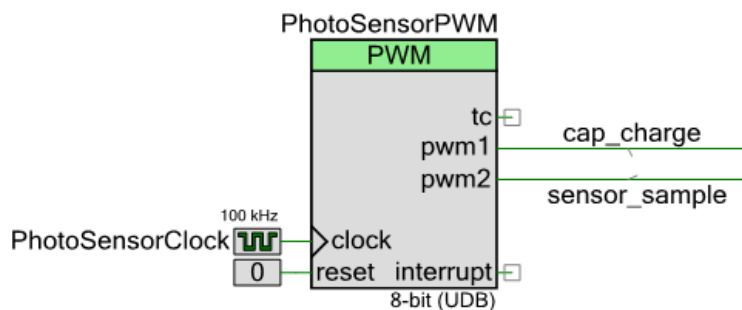 PhotoSensorPWM
PWM
tc
pwm1
cap_charge
pwm2
sensor_sample
100 kHz
PhotoSensorClock
clock
0
reset
interrupt
8-bit (UDB)